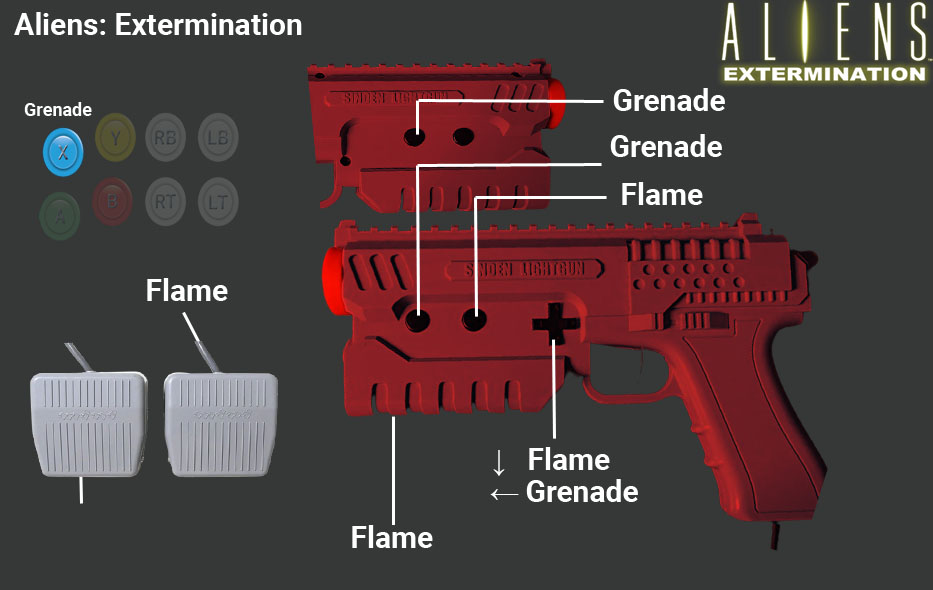 Aliens: Extermination
ALIENS
EXTERMINATION
Grenade
X
Y
RB
LB
A
B
RT
LT
SINDEN LIGHTGUN
Grenade
Grenade
Flame
SINDEN LIGHTGUN
Flame
↓ Flame
← Grenade
Flame